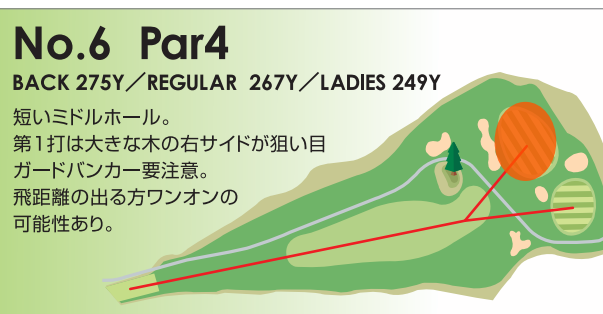 No.6 Par4
BACK 275Y／REGULAR 267Y／LADIES 249Y
短いミドルホール。
第1打は大きな木の右サイドが狙い目
ガードバンカー要注意。
飛距離の出る方ワンオンの
可能性あり。